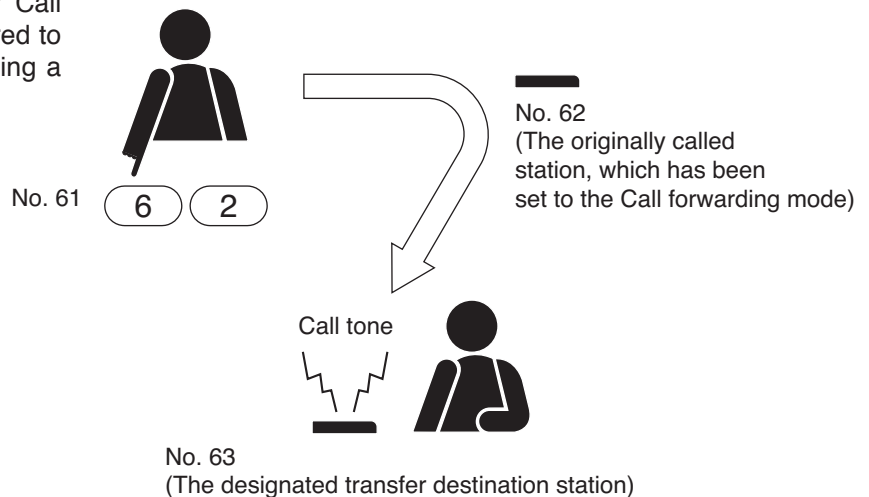 Call
ed to
ing a
No. 62
(The originally called
station, which has been
set to the Call forwarding mode)
No. 61
6 2
Call tone
No. 63
(The designated transfer destination station)